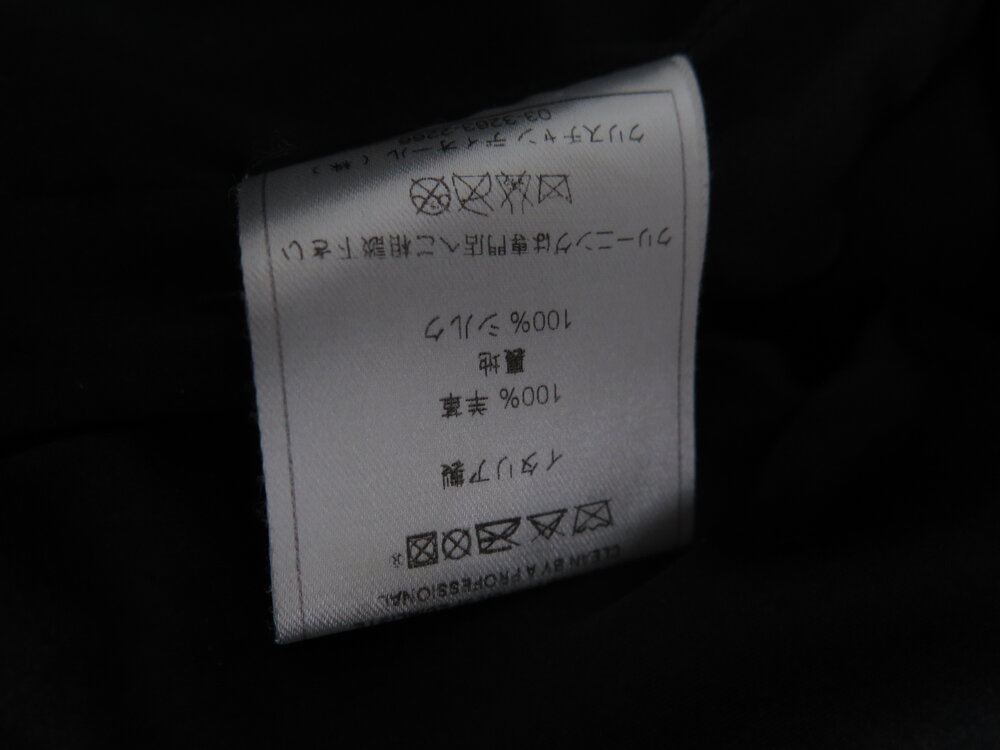 CLEAN BY A PROFESSIONAL
イタリア製
100% 羊革
裏地
100% シルク
クリーニングは専門店へご相談下さい
クリスチャン ディオール (株)